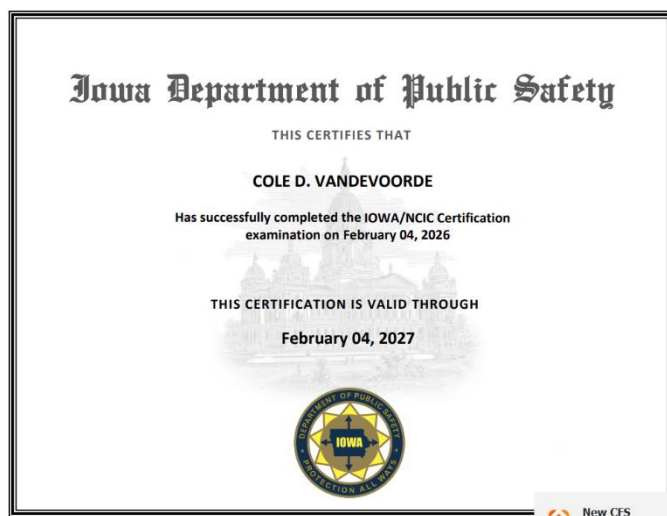 Iowa Department of Public Safety
THIS CERTIFIES THAT
COLE D. VANDEVOORDE
Has successfully completed the IOWA/NCIC Certification
examination on February 04, 2026
THIS CERTIFICATION IS VALID THROUGH
February 04, 2027
DEPARTMENT OF PUBLIC SAFETY
IOWA
PROTECTION ALL WAYS
New CFS